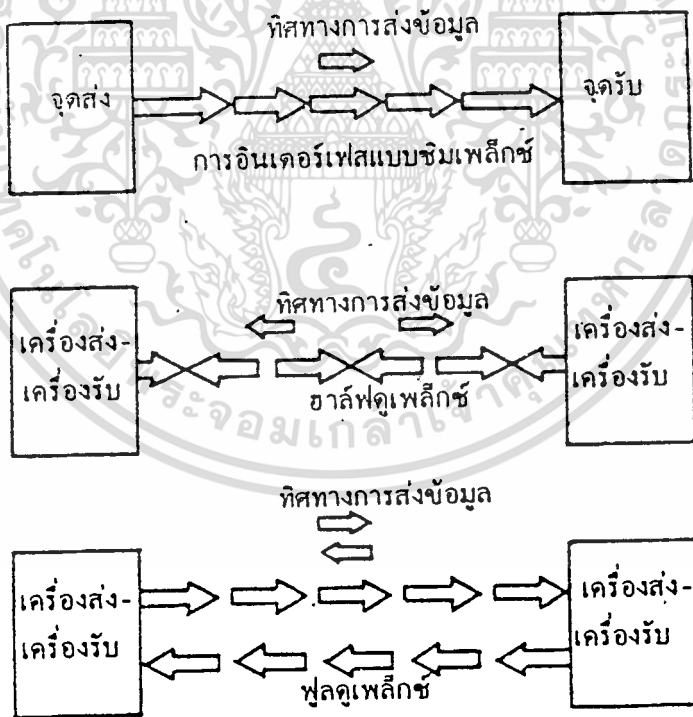 ทิศทางการส่งข้อมูล
จุดส่ง
จุดรับ
การอินเตอร์เฟสแบบซิมเพล็กซ์
ทิศทางการส่งข้อมูล
เครื่องส่ง-
เครื่องรับ
เครื่องส่ง-
เครื่องรับ
ฮาล์ฟดูเพล็กซ์
ทิศทางการส่งข้อมูล
เครื่องส่ง-
เครื่องรับ
เครื่องส่ง-
เครื่องรับ
ฟูลดูเพล็กซ์